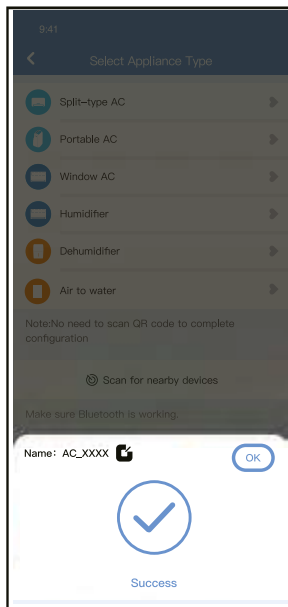 9:41
Select Appliance Type
Split-type AC
Portable AC
Window AC
Humidifier
Dehumidifier
Air to water
Note:No need to scan QR code to complete
configuration
Scan for nearby devices
Make sure Bluetooth is working.
Name: AC_XXXX
OK
Success